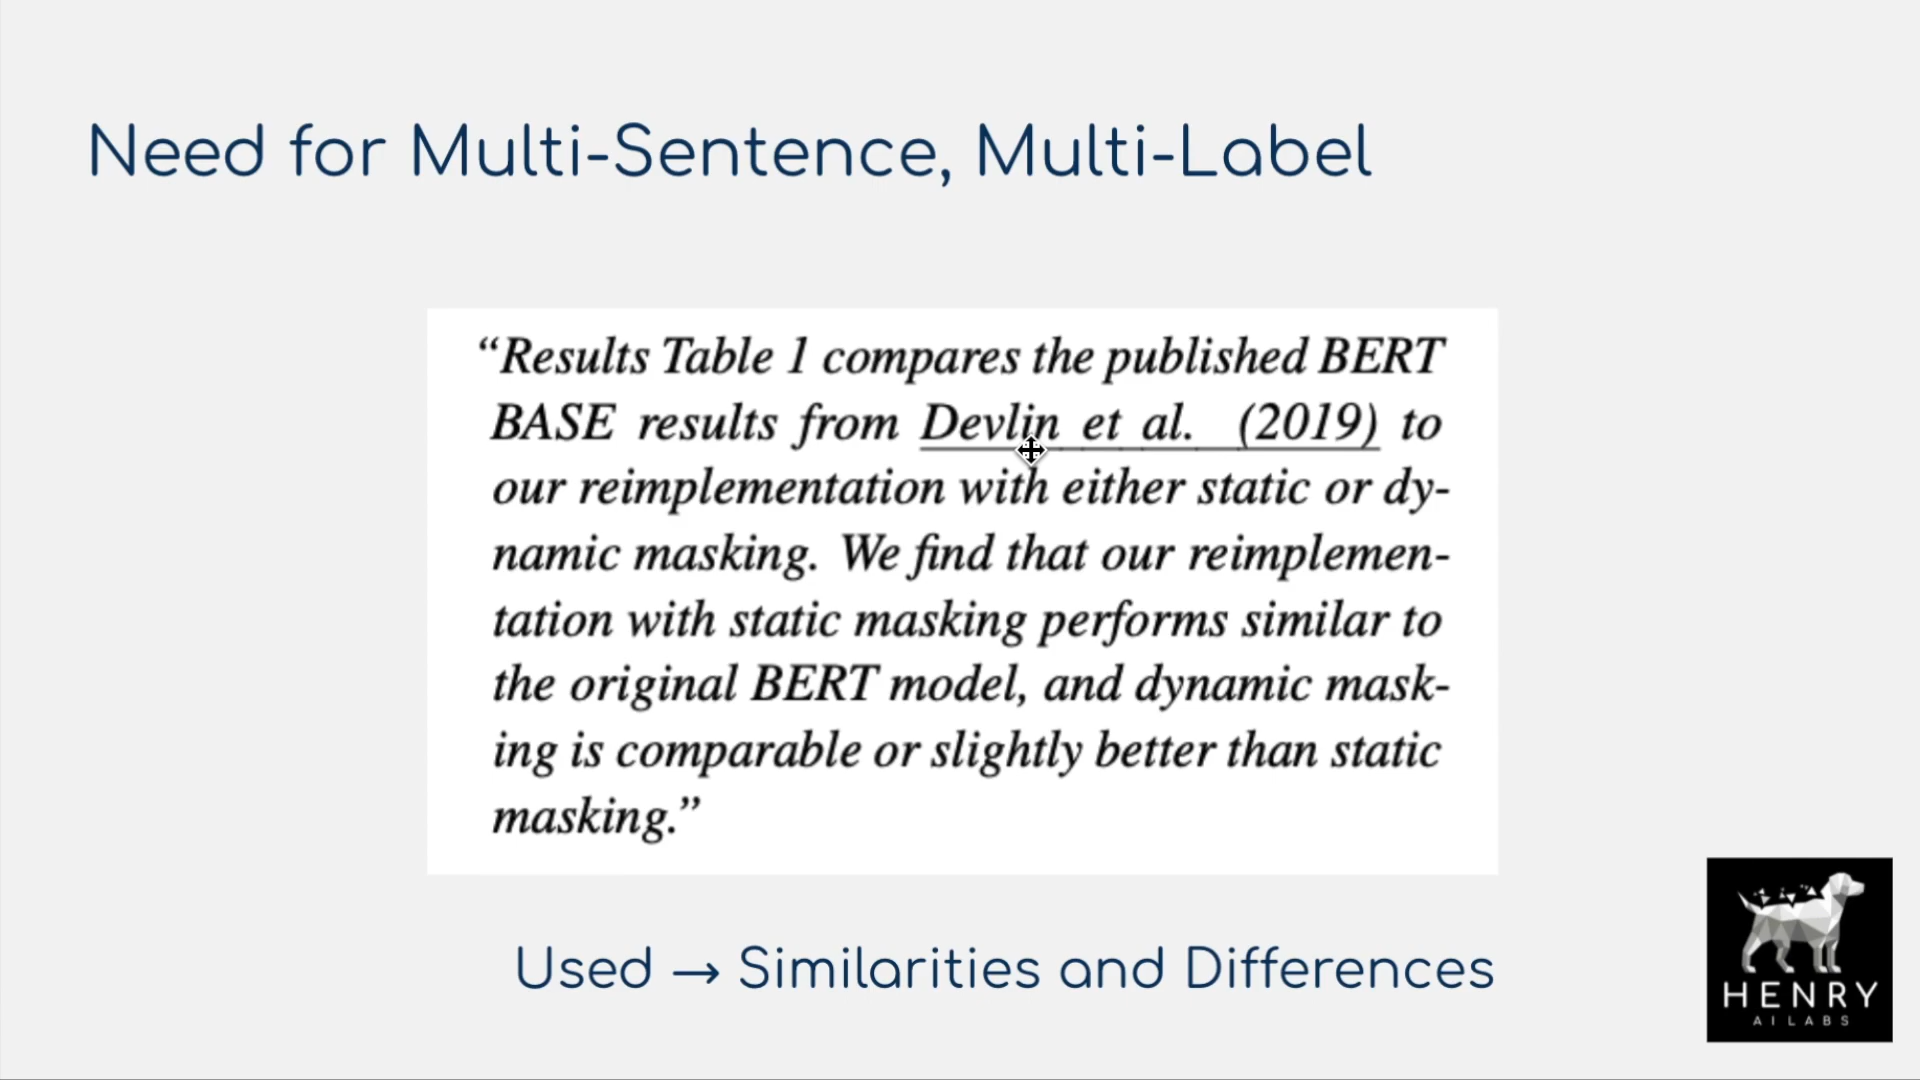 Need for Multi-Sentence, Multi-Label
“Results Table 1 compares the published BERT
BASE results from Devlin et al. (2019) to
our reimplementation with either static or dy-
namic masking. We find that our reimplemen-
tation with static masking performs similar to
the original BERT model, and dynamic mask-
ing is comparable or slightly better than static
masking.”
Used → Similarities and Differences
HENRY
AI LABS